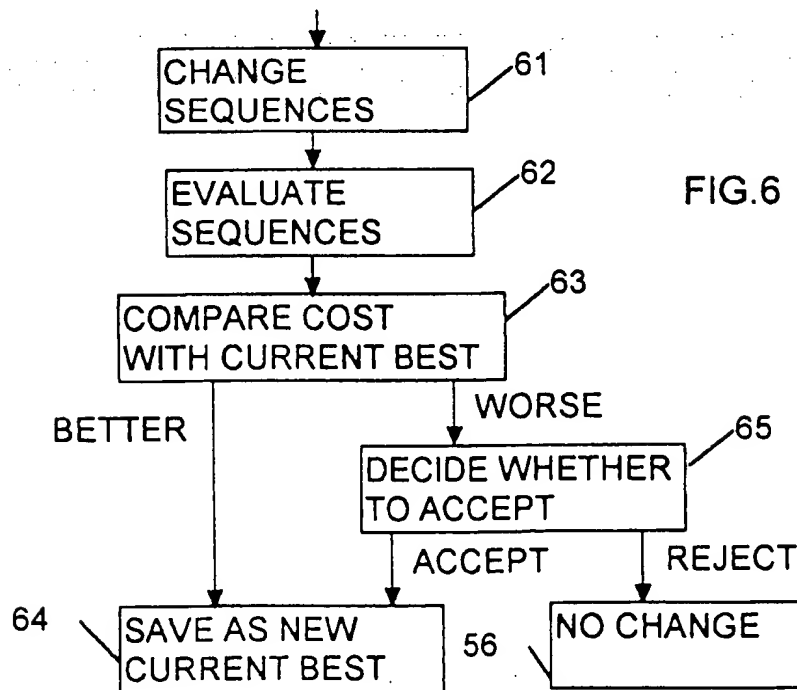 CHANGE
SEQUENCES
61
EVALUATE
SEQUENCES
62
FIG.6
COMPARE COST
WITH CURRENT BEST
63
BETTER
WORSE
DECIDE WHETHER
TO ACCEPT
65
ACCEPT
REJECT
64
SAVE AS NEW
CURRENT BEST
56
NO CHANGE